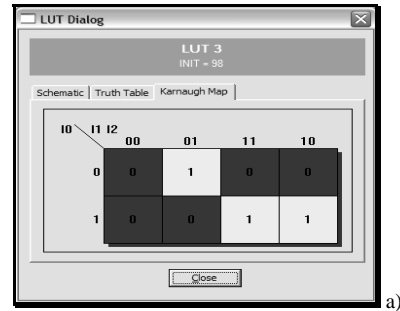 LUT Dialog
LUT 3
INIT = 98
Schematic Truth Table Karnaugh Map
I0 I1 I2
00 01 11 10
0 0 1 0 0
1 0 0 1 1
Close
a)